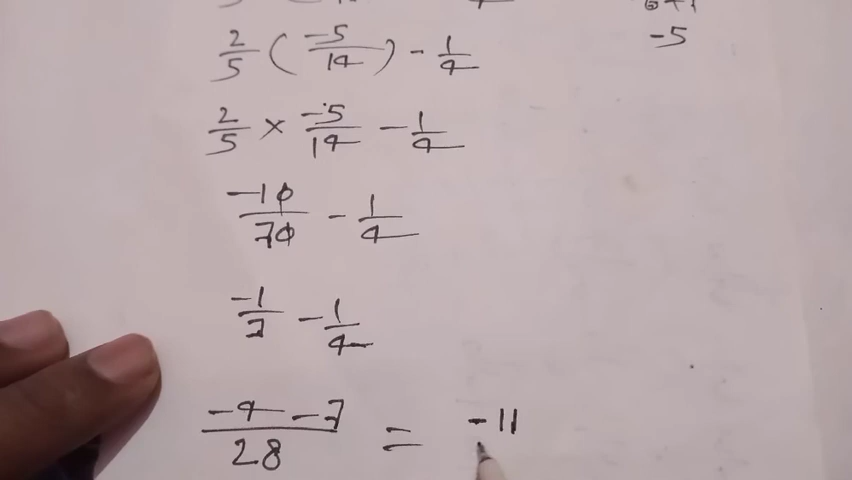 2/5 (-5/14) - 1/4
-5
2/5 × -5/14 - 1/4
-10/70 - 1/4
-1/7 - 1/4
-4-7/28 = -11